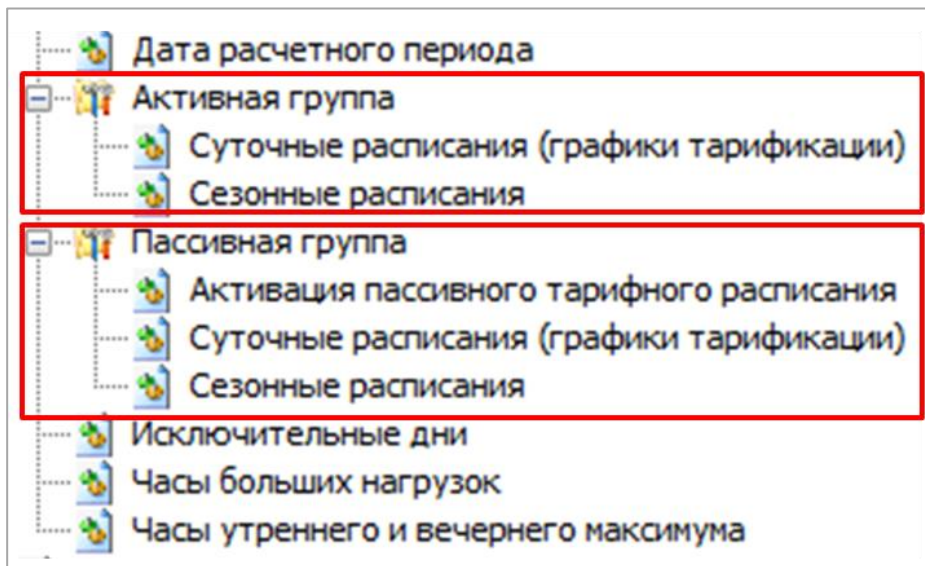 Дата расчетного периода
Активная группа
Суточные расписания (графики тарификации)
Сезонные расписания
Пассивная группа
Активация пассивного тарифного расписания
Суточные расписания (графики тарификации)
Сезонные расписания
Исключительные дни
Часы больших нагрузок
Часы утреннего и вечернего максимума